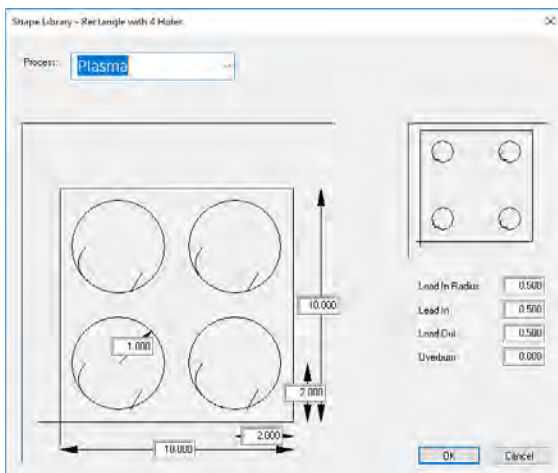 Shape Library - Rectangle with 4 Holes
Process:
Plasma
10.000
1.000
2.000
2.000
10.000
Lead In Radius
0.500
Lead In
0.500
Lead Out
0.500
Overburn
0.000
OK
Cancel